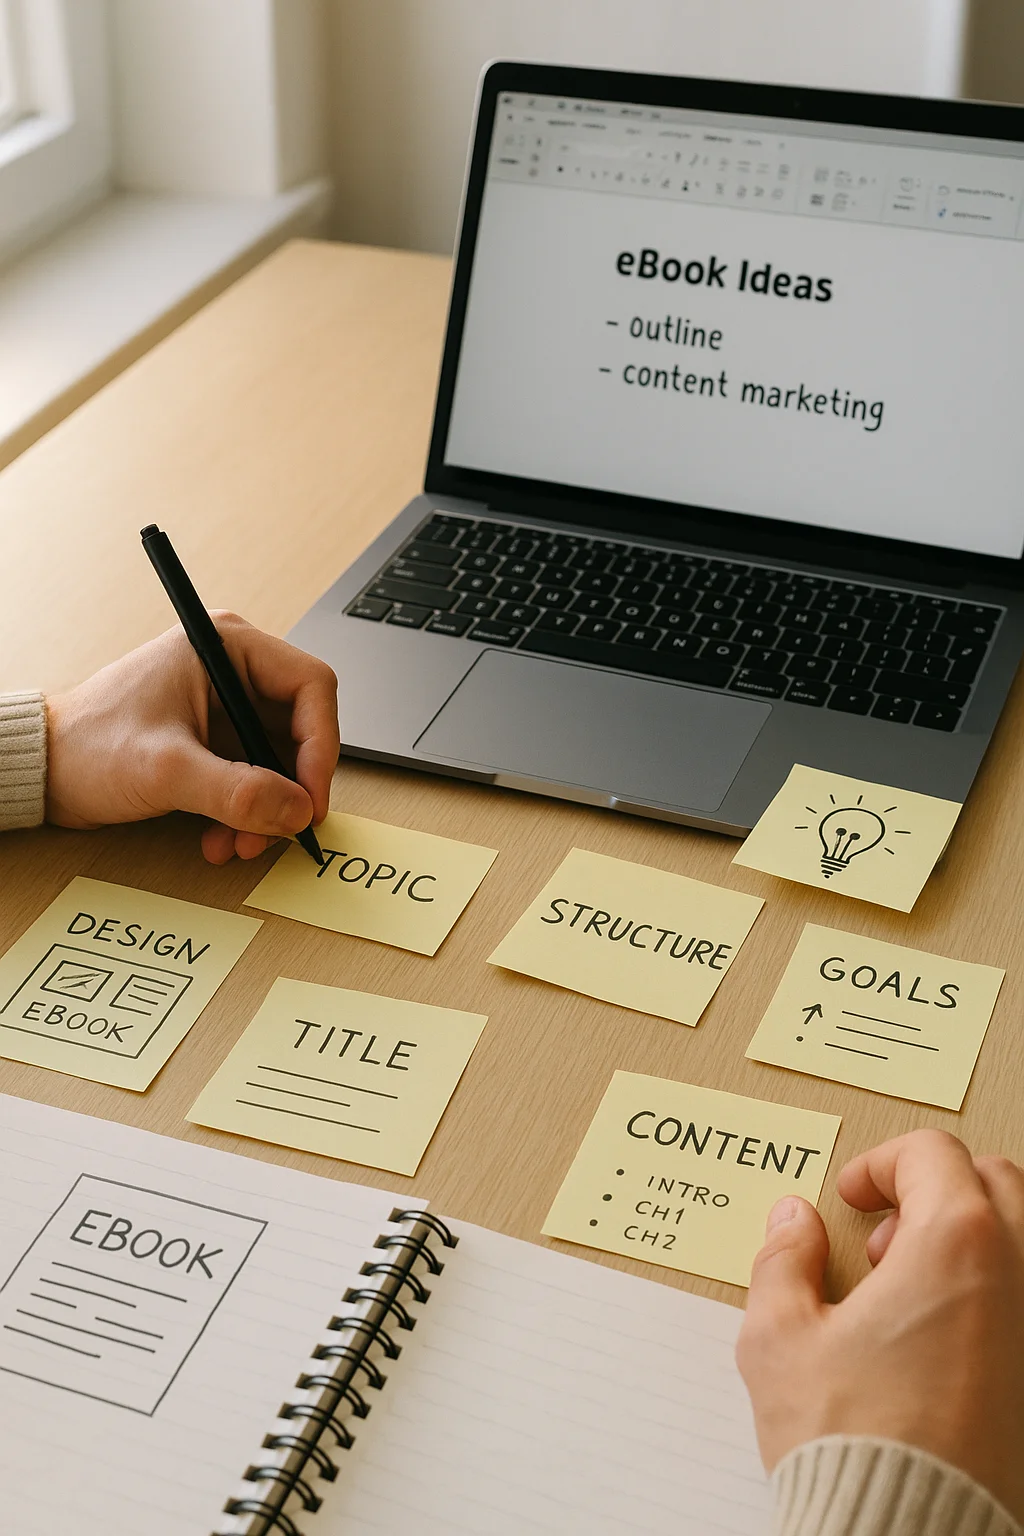 eBook Ideas
- outline
- content marketing
TOPIC
STRUCTURE
DESIGN
EBOOK
TITLE
GOALS
CONTENT
• INTRO
• CH1
• CH2
EBOOK